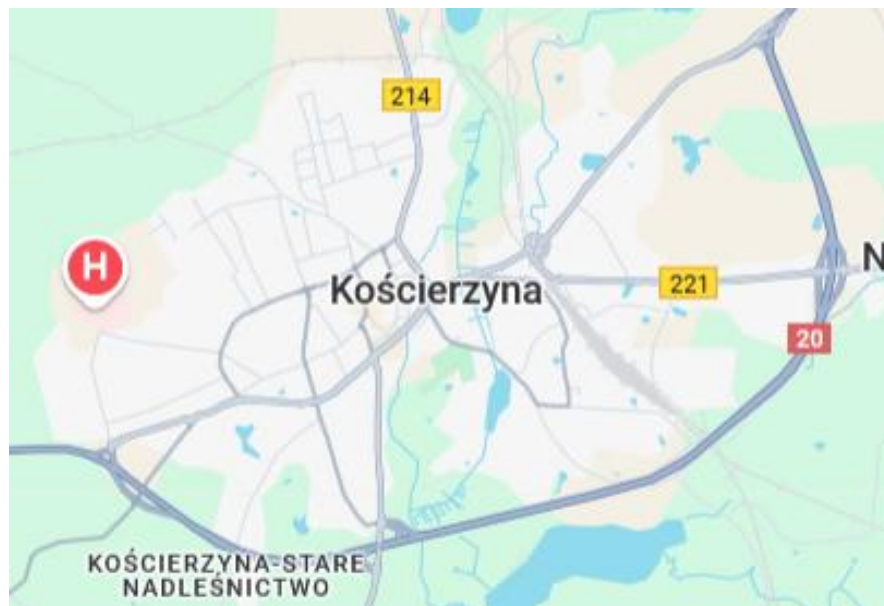 214
H
Kościerzyna
N
221
20
KOŚCIERZYNA-STARE
NADLEŚNICTWO